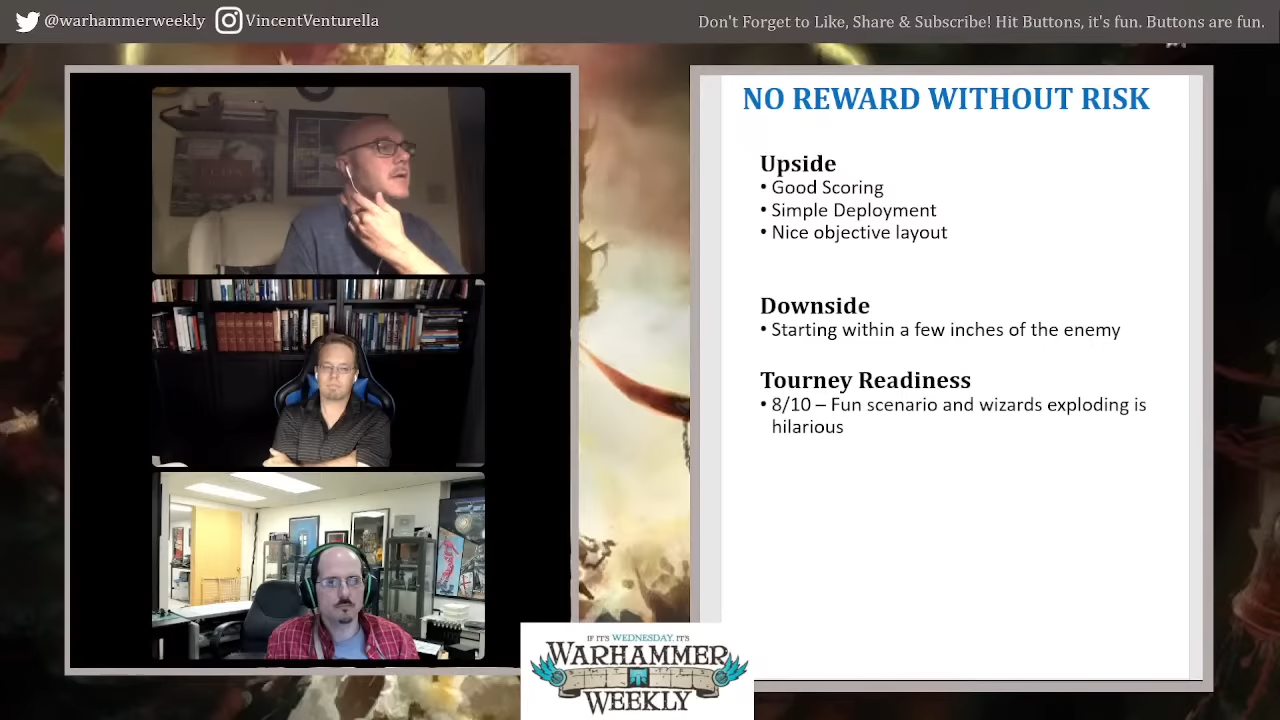 @warhammerweekly VincentVenturella
Don't Forget to Like, Share & Subscribe! Hit Buttons, it's fun. Buttons are fun.
NO REWARD WITHOUT RISK
Upside
• Good Scoring
• Simple Deployment
• Nice objective layout
Downside
• Starting within a few inches of the enemy
Tourney Readiness
• 8/10 – Fun scenario and wizards exploding is
hilarious
IF IT'S WEDNESDAY, IT'S
WARHAMMER
WEEKLY